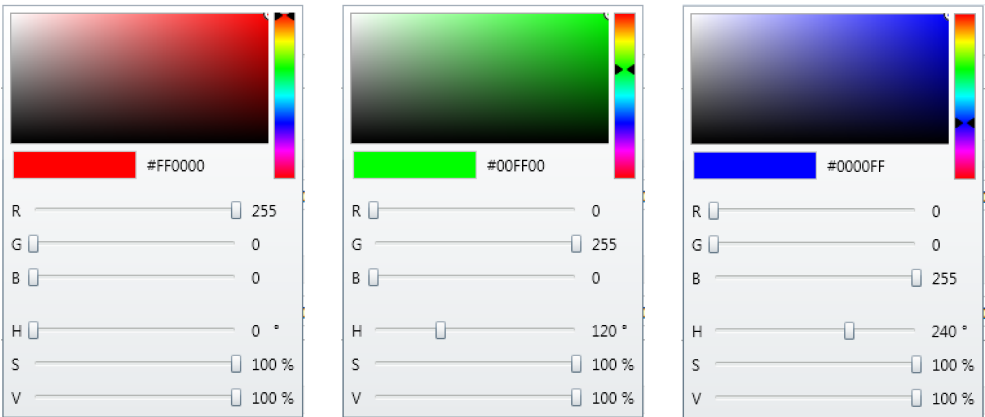 #FF0000
R 255
G 0
B 0
H 0 °
S 100 %
V 100 %
#00FF00
R 0
G 255
B 0
H 120 °
S 100 %
V 100 %
#0000FF
R 0
G 0
B 255
H 240 °
S 100 %
V 100 %